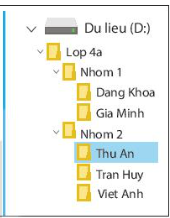 Du lieu (D:)
Lop 4a
Nhom 1
Dang Khoa
Gia Minh
Nhom 2
Thu An
Tran Huy
Viet Anh